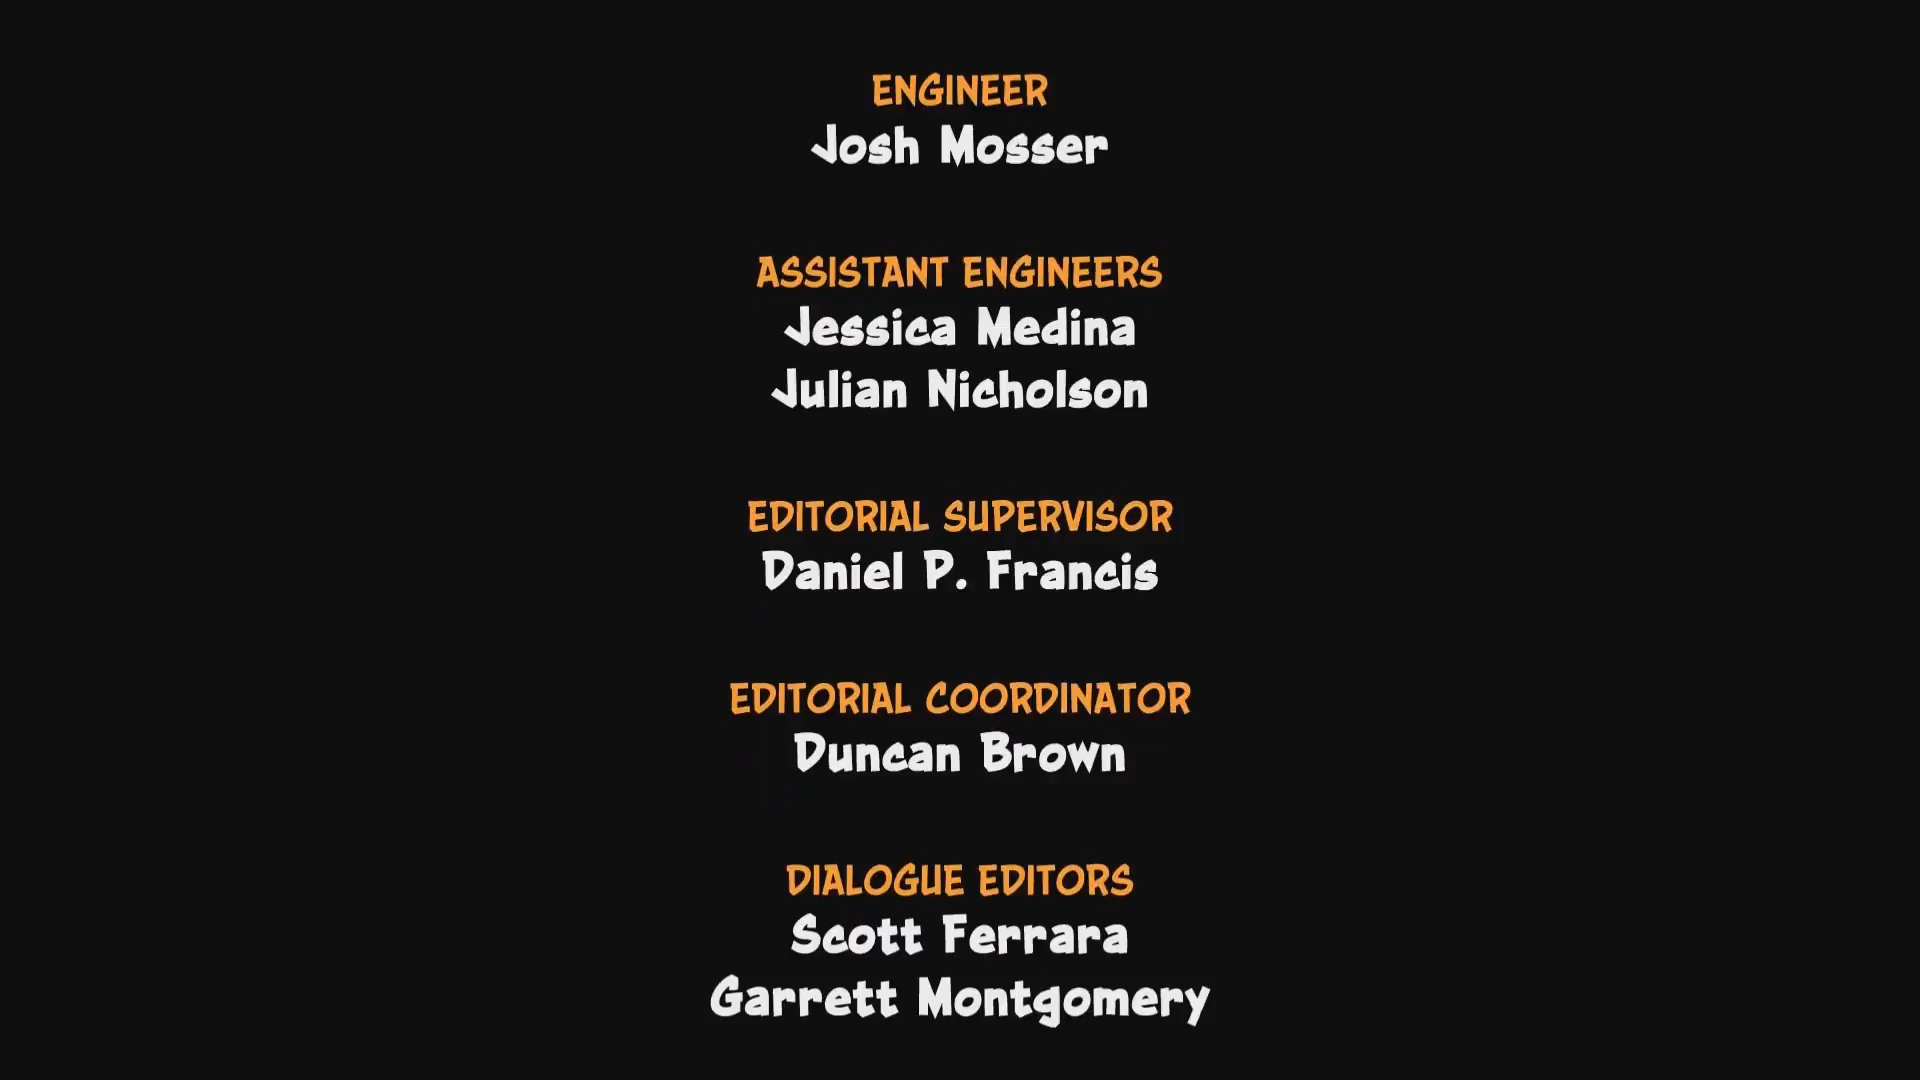 ENGINEER
Josh Mosser
ASSISTANT ENGINEERS
Jessica Medina
Julian Nicholson
EDITORIAL SUPERVISOR
Daniel P. Francis
EDITORIAL COORDINATOR
Duncan Brown
DIALOGUE EDITORS
Scott Ferrara
Garrett Montgomery